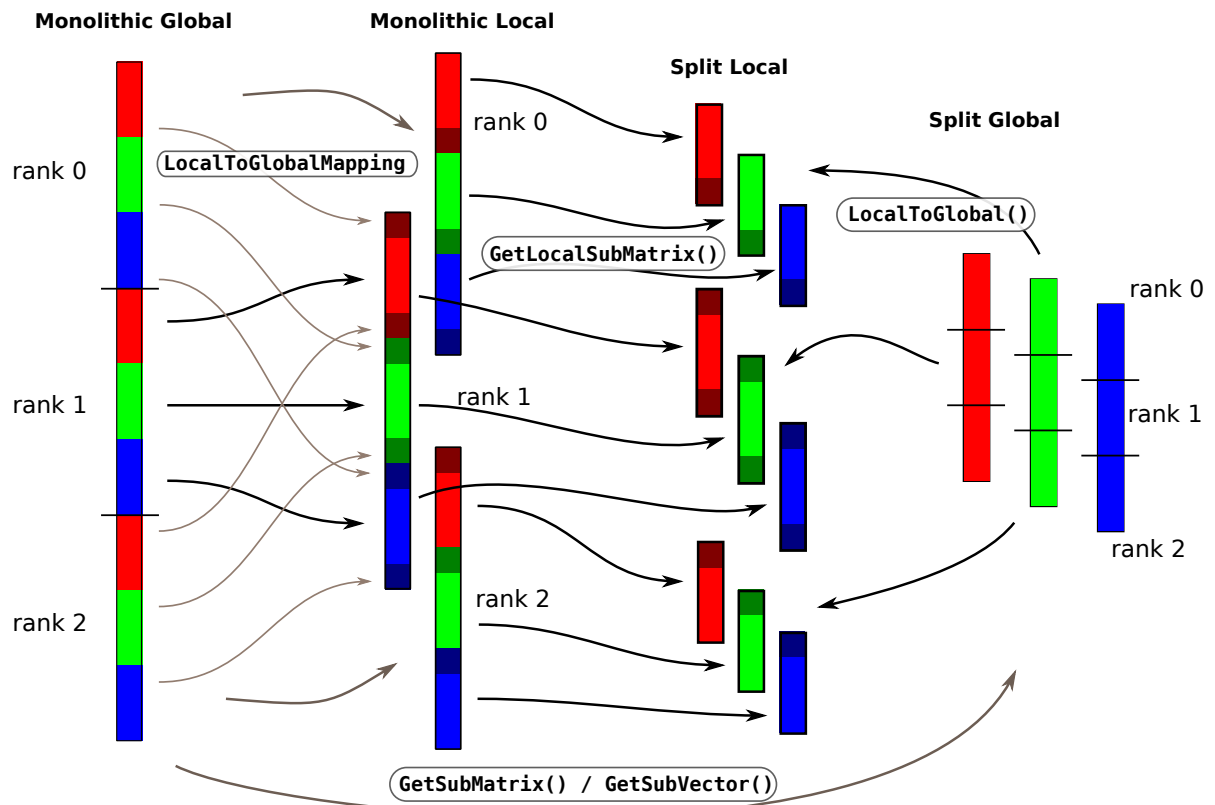 Monolithic Global
Monolithic Local
Split Local
Split Global
rank 0
rank 0
LocalToGlobalMapping
LocalToGlobal()
GetLocalSubMatrix()
rank 0
rank 1
rank 1
rank 1
rank 2
rank 2
rank 2
GetSubMatrix() / GetSubVector()